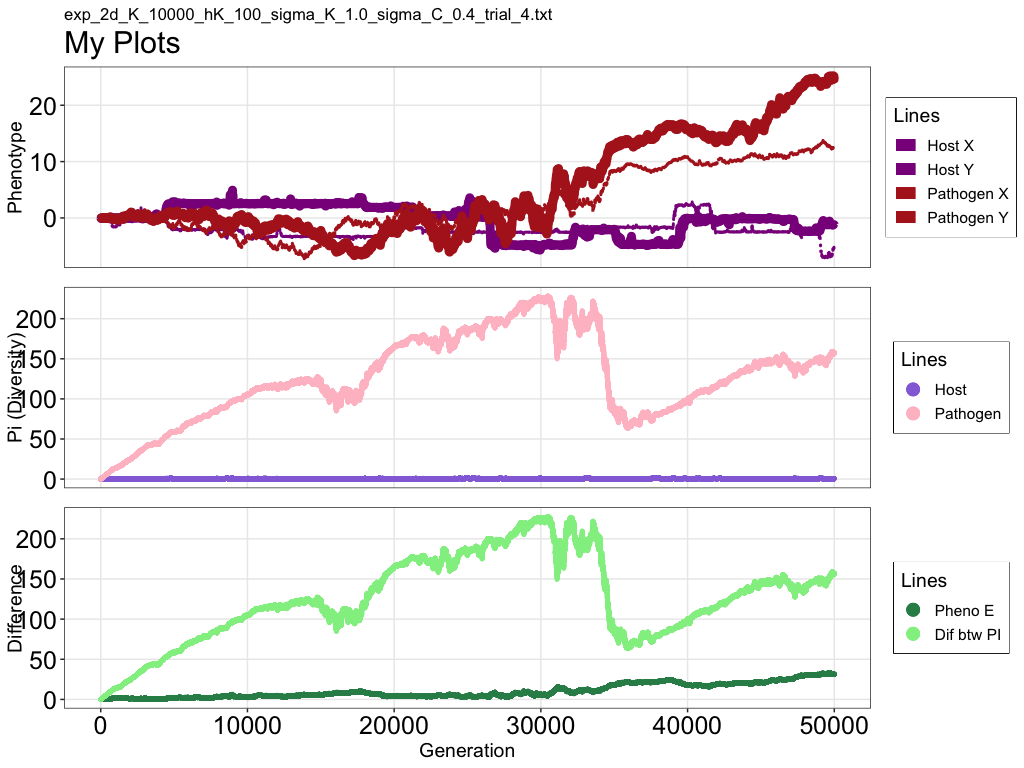 exp_2d_K_10000_hK_100_sigma_K_1.0_sigma_C_0.4_trial_4.txt
My Plots
Phenotype
20
10
0
Lines
Host X
Host Y
Pathogen X
Pathogen Y
Pi (Diversity)
200
150
100
50
0
Lines
Host
Pathogen
Difference
200
150
100
50
0
Lines
Pheno E
Dif btw PI
0 10000 20000 30000 40000 50000
Generation